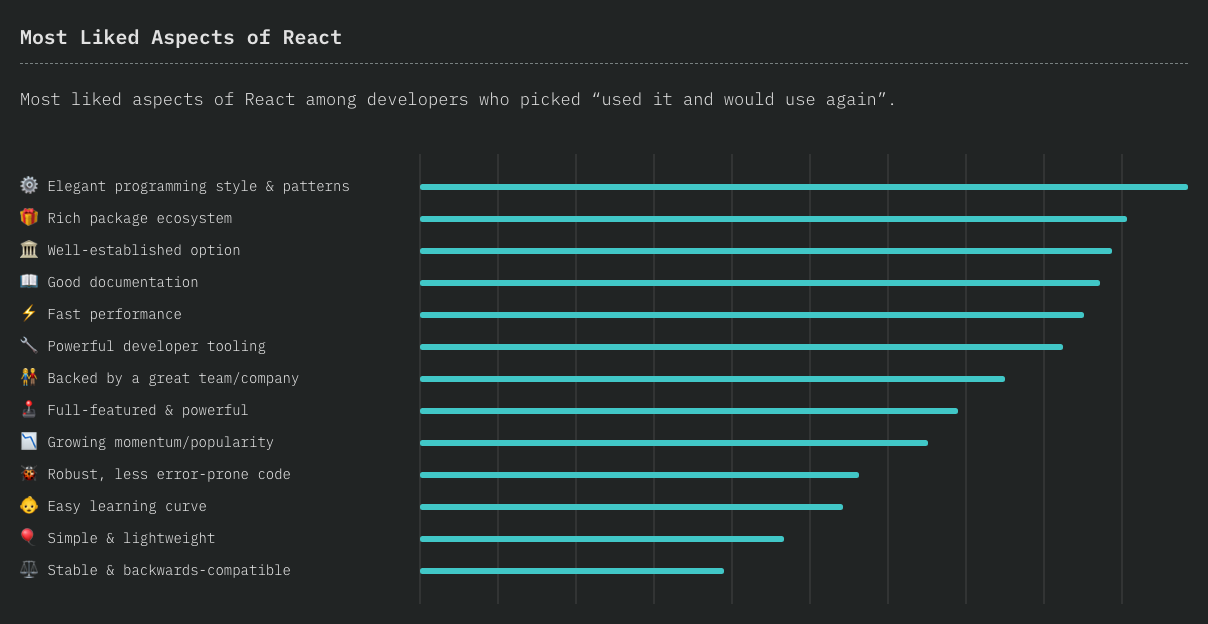 Most Liked Aspects of React
Most liked aspects of React among developers who picked “used it and would use again”.
Elegant programming style & patterns
Rich package ecosystem
Well-established option
Good documentation
Fast performance
Powerful developer tooling
Backed by a great team/company
Full-featured & powerful
Growing momentum/popularity
Robust, less error-prone code
Easy learning curve
Simple & lightweight
Stable & backwards-compatible